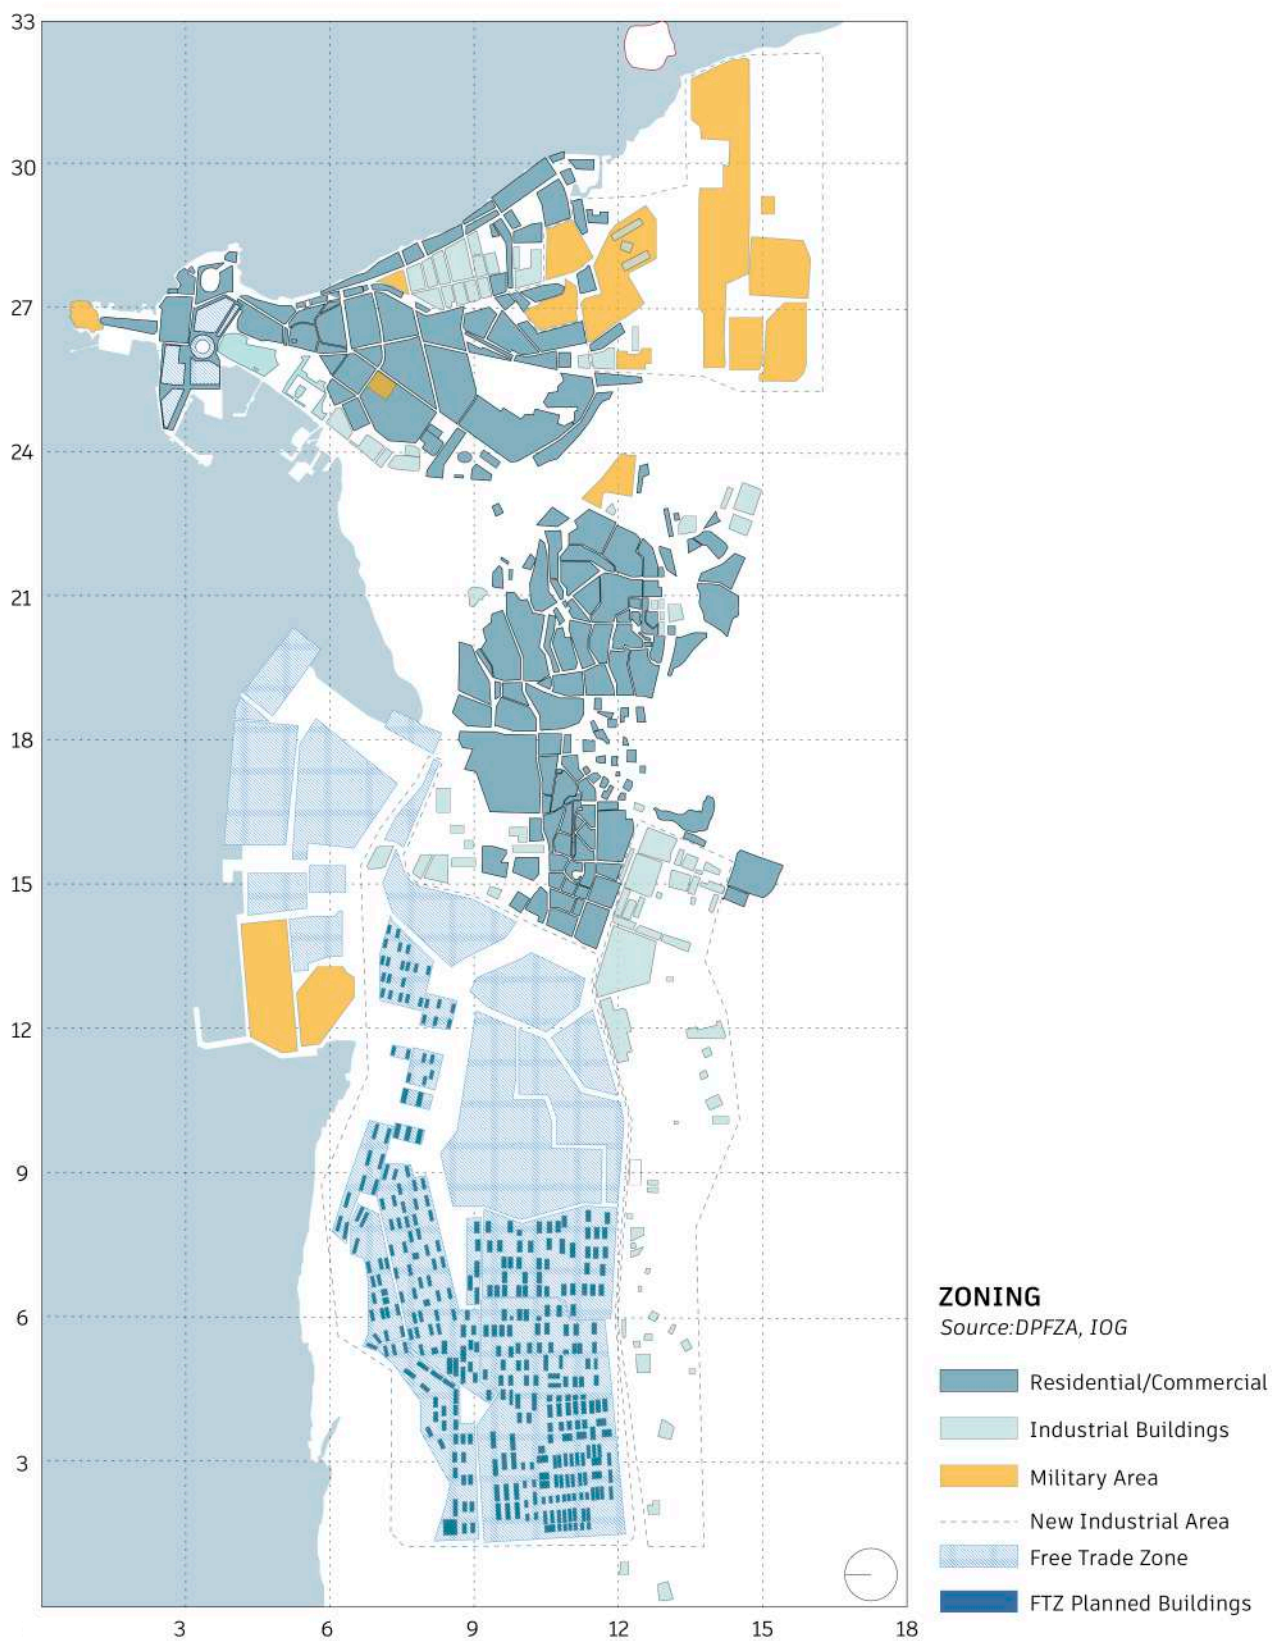 33
30
27
24
21
18
15
12
9
6
3
3
6
9
12
15
18
ZONING
Source:DPFZA, IOG
Residential/Commercial
Industrial Buildings
Military Area
New Industrial Area
Free Trade Zone
FTZ Planned Buildings